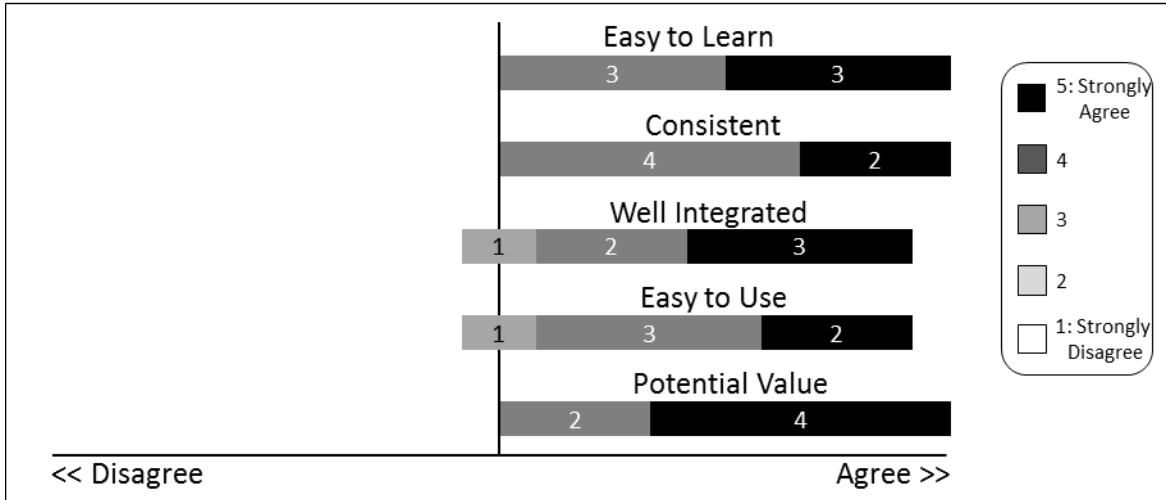 Easy to Learn
3 3
Consistent
4 2
Well Integrated
1 2 3
Easy to Use
1 3 2
Potential Value
2 4
<< Disagree
Agree >>
5: Strongly
Agree
4
3
2
1: Strongly
Disagree